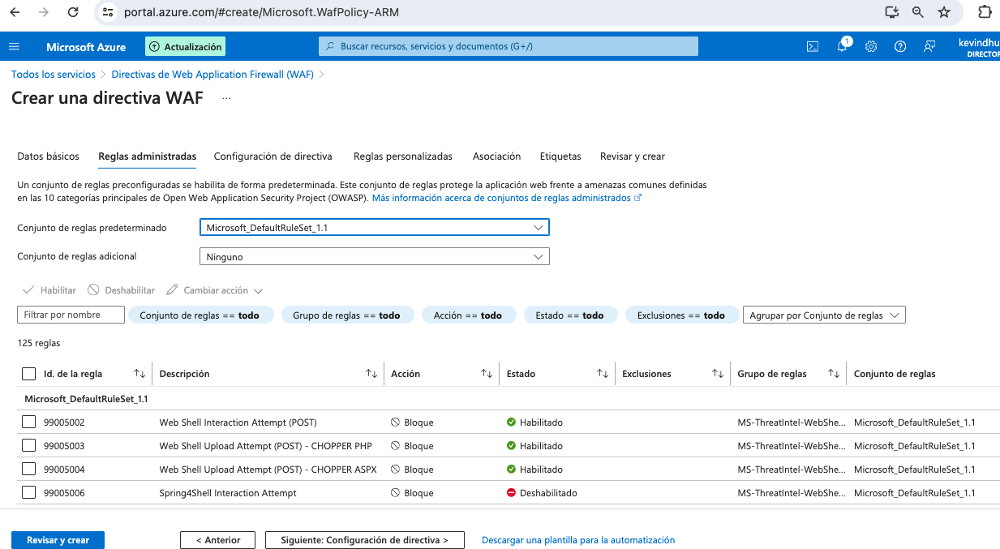 portal.azure.com/#create/Microsoft.WafPolicy-ARM
Microsoft Azure
Actualización
Buscar recursos, servicios y documentos (G+/)
1
kevindhu
DIRECTOR
Todos los servicios > Directivas de Web Application Firewall (WAF) >
Crear una directiva WAF ...
Datos básicos Reglas administradas Configuración de directiva Reglas personalizadas Asociación Etiquetas Revisar y crear
Un conjunto de reglas preconfiguradas se habilita de forma predeterminada. Este conjunto de reglas protege la aplicación web frente a amenazas comunes definidas
en las 10 categorías principales de Open Web Application Security Project (OWASP). Más información acerca de conjuntos de reglas administrados
Conjunto de reglas predeterminado Microsoft_DefaultRuleSet_1.1
Conjunto de reglas adicional Ninguno
Habilitar Deshabilitar Cambiar acción
Filtrar por nombre Conjunto de reglas == todo Grupo de reglas == todo Acción == todo Estado == todo Exclusiones == todo Agrupar por Conjunto de reglas
125 reglas
Id. de la regla Descripción Acción Estado Exclusiones Grupo de reglas Conjunto de reglas
Microsoft_DefaultRuleSet_1.1
99005002 Web Shell Interaction Attempt (POST) Bloque Habilitado MS-ThreatIntel-WebShe... Microsoft_DefaultRuleSet_1.1
99005003 Web Shell Upload Attempt (POST) - CHOPPER PHP Bloque Habilitado MS-ThreatIntel-WebShe... Microsoft_DefaultRuleSet_1.1
99005004 Web Shell Upload Attempt (POST) - CHOPPER ASPX Bloque Habilitado MS-ThreatIntel-WebShe... Microsoft_DefaultRuleSet_1.1
99005006 Spring4Shell Interaction Attempt Bloque Deshabilitado MS-ThreatIntel-WebShe... Microsoft_DefaultRuleSet_1.1
Revisar y crear < Anterior Siguiente: Configuración de directiva > Descargar una plantilla para la automatización